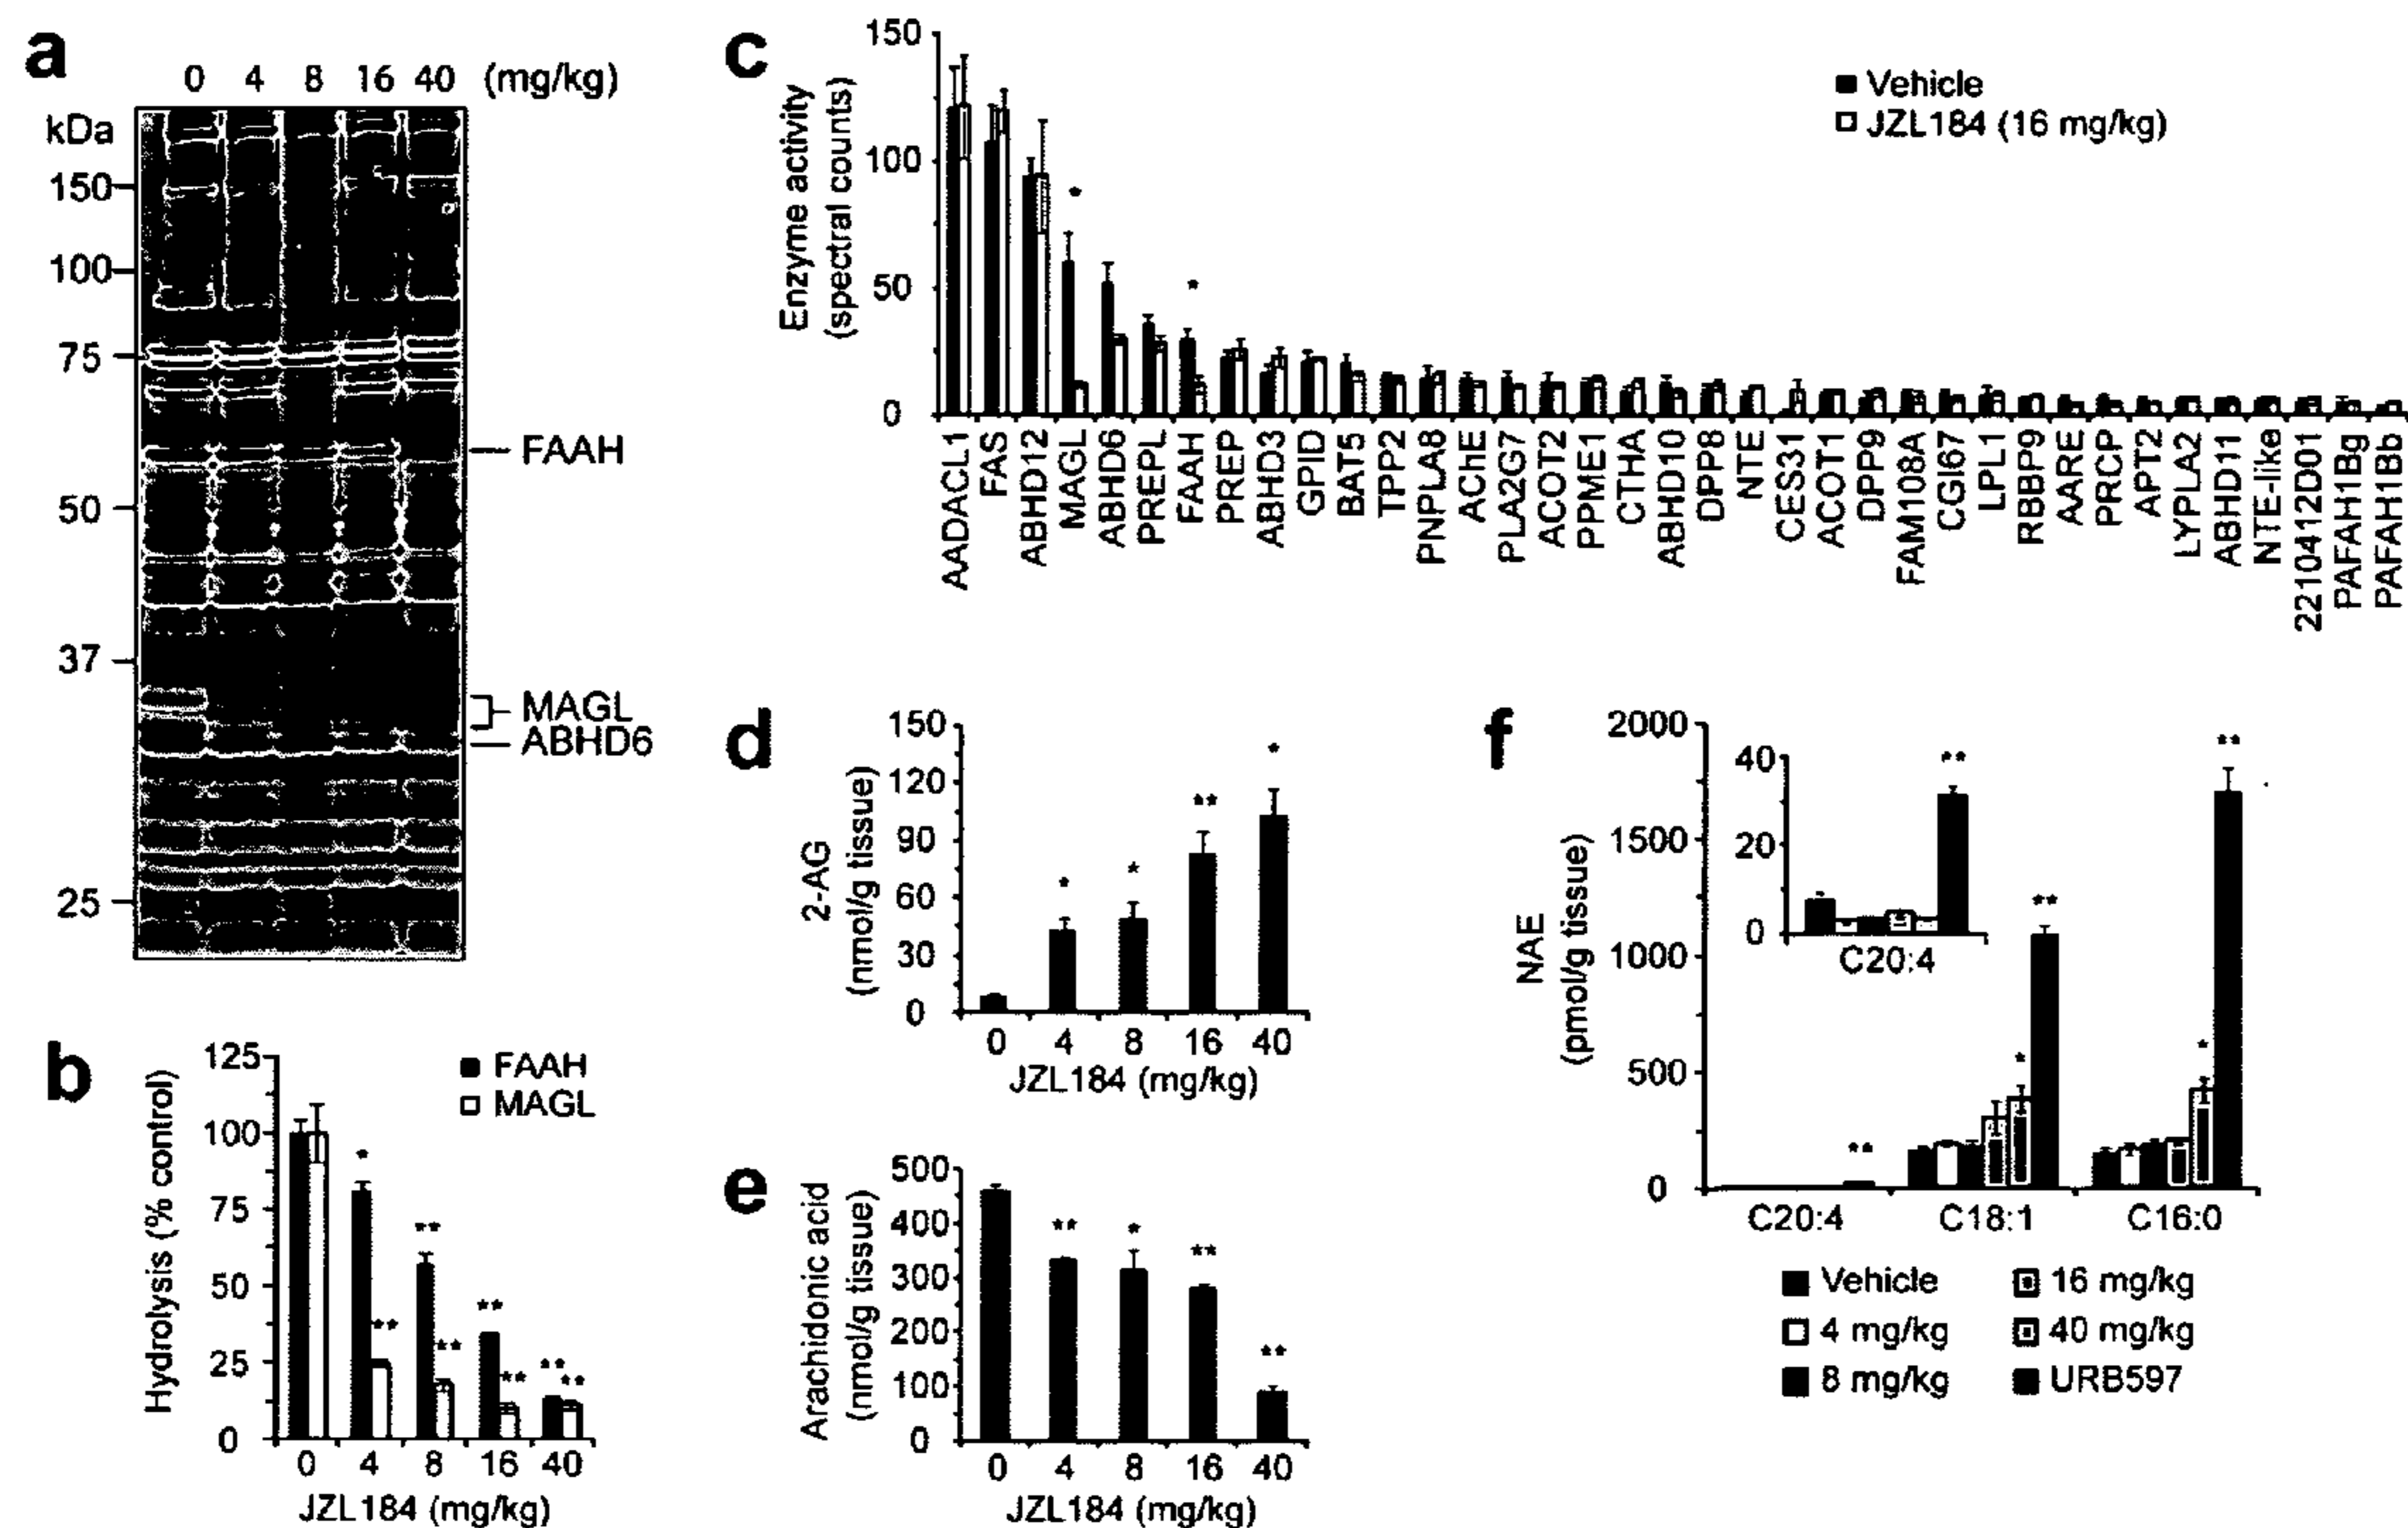 a
0 4 8 16 40 (mg/kg)
kDa
150
100
75
50
37
25
FAAH
MAGL
ABHD6
b
Hydrolysis (% control)
125
100
75
50
25
0
FAAH
MAGL
* ** ** ** ** ** ** **
0 4 8 16 40
JZL184 (mg/kg)
c
Enzyme activity
(spectral counts)
150
100
50
0
Vehicle
JZL184 (16 mg/kg)
* *
AADACL1
FAS
ABHD12
MAGL
ABHD6
PREPL
FAAH
PREP
ABHD3
GPID
BAT5
TPP2
PNPLA8
AChE
PLA2G7
ACOT2
PPME1
CTHA
ABHD10
DPP8
NTE
CES31
ACOT1
DPP9
FAM108A
CGI67
LPL1
RBBP9
AARE
PRCP
APT2
LYPLA2
ABHD11
NTE-like
2210412D01
PAFAH1Bg
PAFAH1Bb
d
2-AG
(nmol/g tissue)
150
120
90
60
30
0
* * ** *
0 4 8 16 40
JZL184 (mg/kg)
e
Arachidonic acid
(nmol/g tissue)
500
400
300
200
100
0
** * ** **
0 4 8 16 40
JZL184 (mg/kg)
f
NAE
(pmol/g tissue)
2000
1500
1000
500
0
40
20
0
**
C20:4
** * ** * **
C20:4 C18:1 C16:0
Vehicle
4 mg/kg
8 mg/kg
16 mg/kg
40 mg/kg
URB597